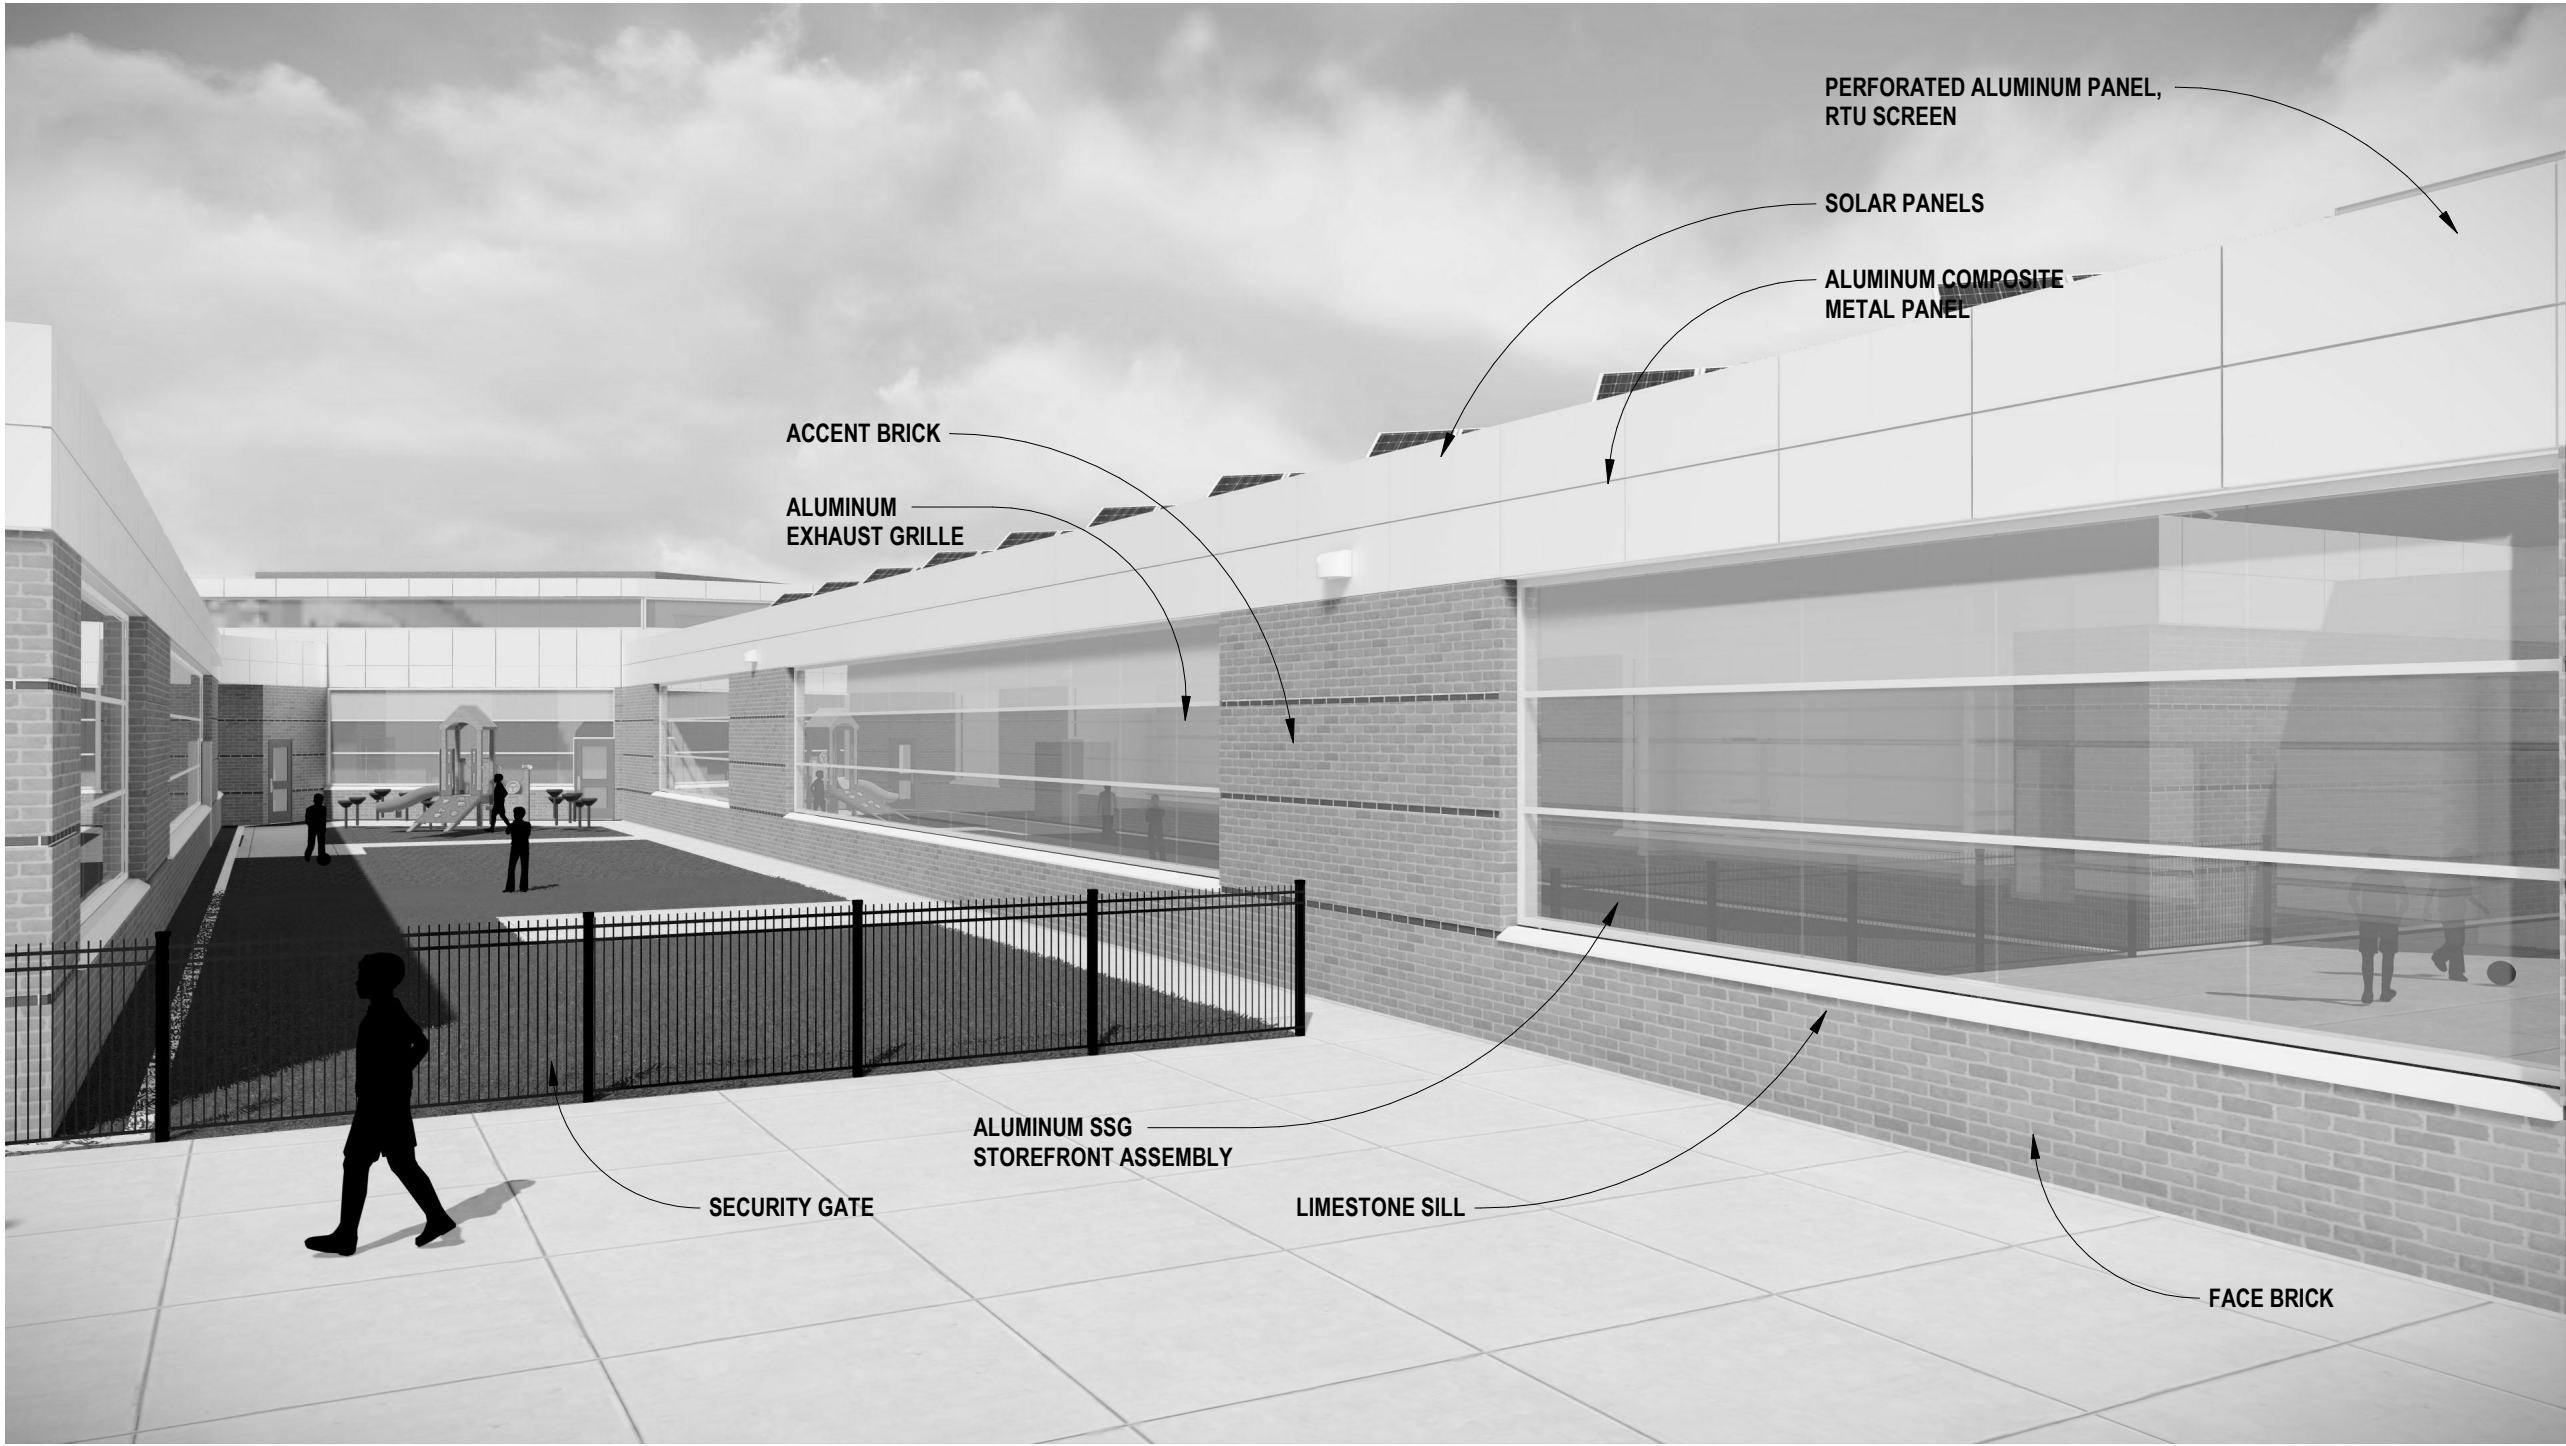 PERFORATED ALUMINUM PANEL,
RTU SCREEN
SOLAR PANELS
ALUMINUM COMPOSITE
METAL PANEL
ACCENT BRICK
ALUMINUM
EXHAUST GRILLE
ALUMINUM SSG
STOREFRONT ASSEMBLY
SECURITY GATE
LIMESTONE SILL
FACE BRICK